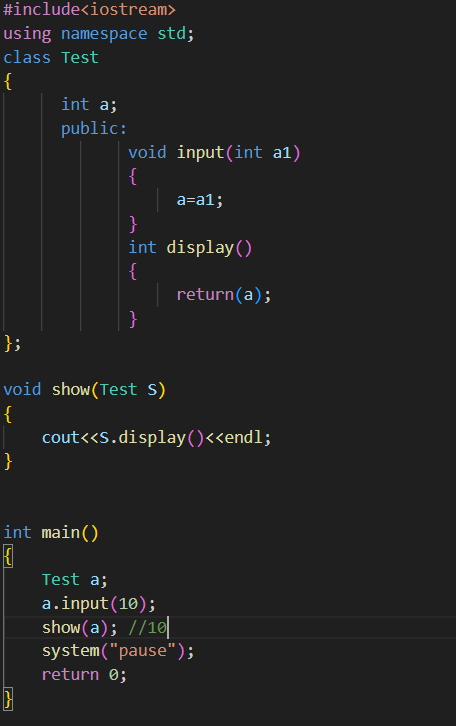 #include<iostream>
using namespace std;
class Test
{
int a;
public:
void input(int a1)
{
a=a1;
}
int display()
{
return(a);
}
};
void show(Test S)
{
cout<<S.display()<<endl;
}
int main()
{
Test a;
a.input(10);
show(a); //10
system("pause");
return 0;
}